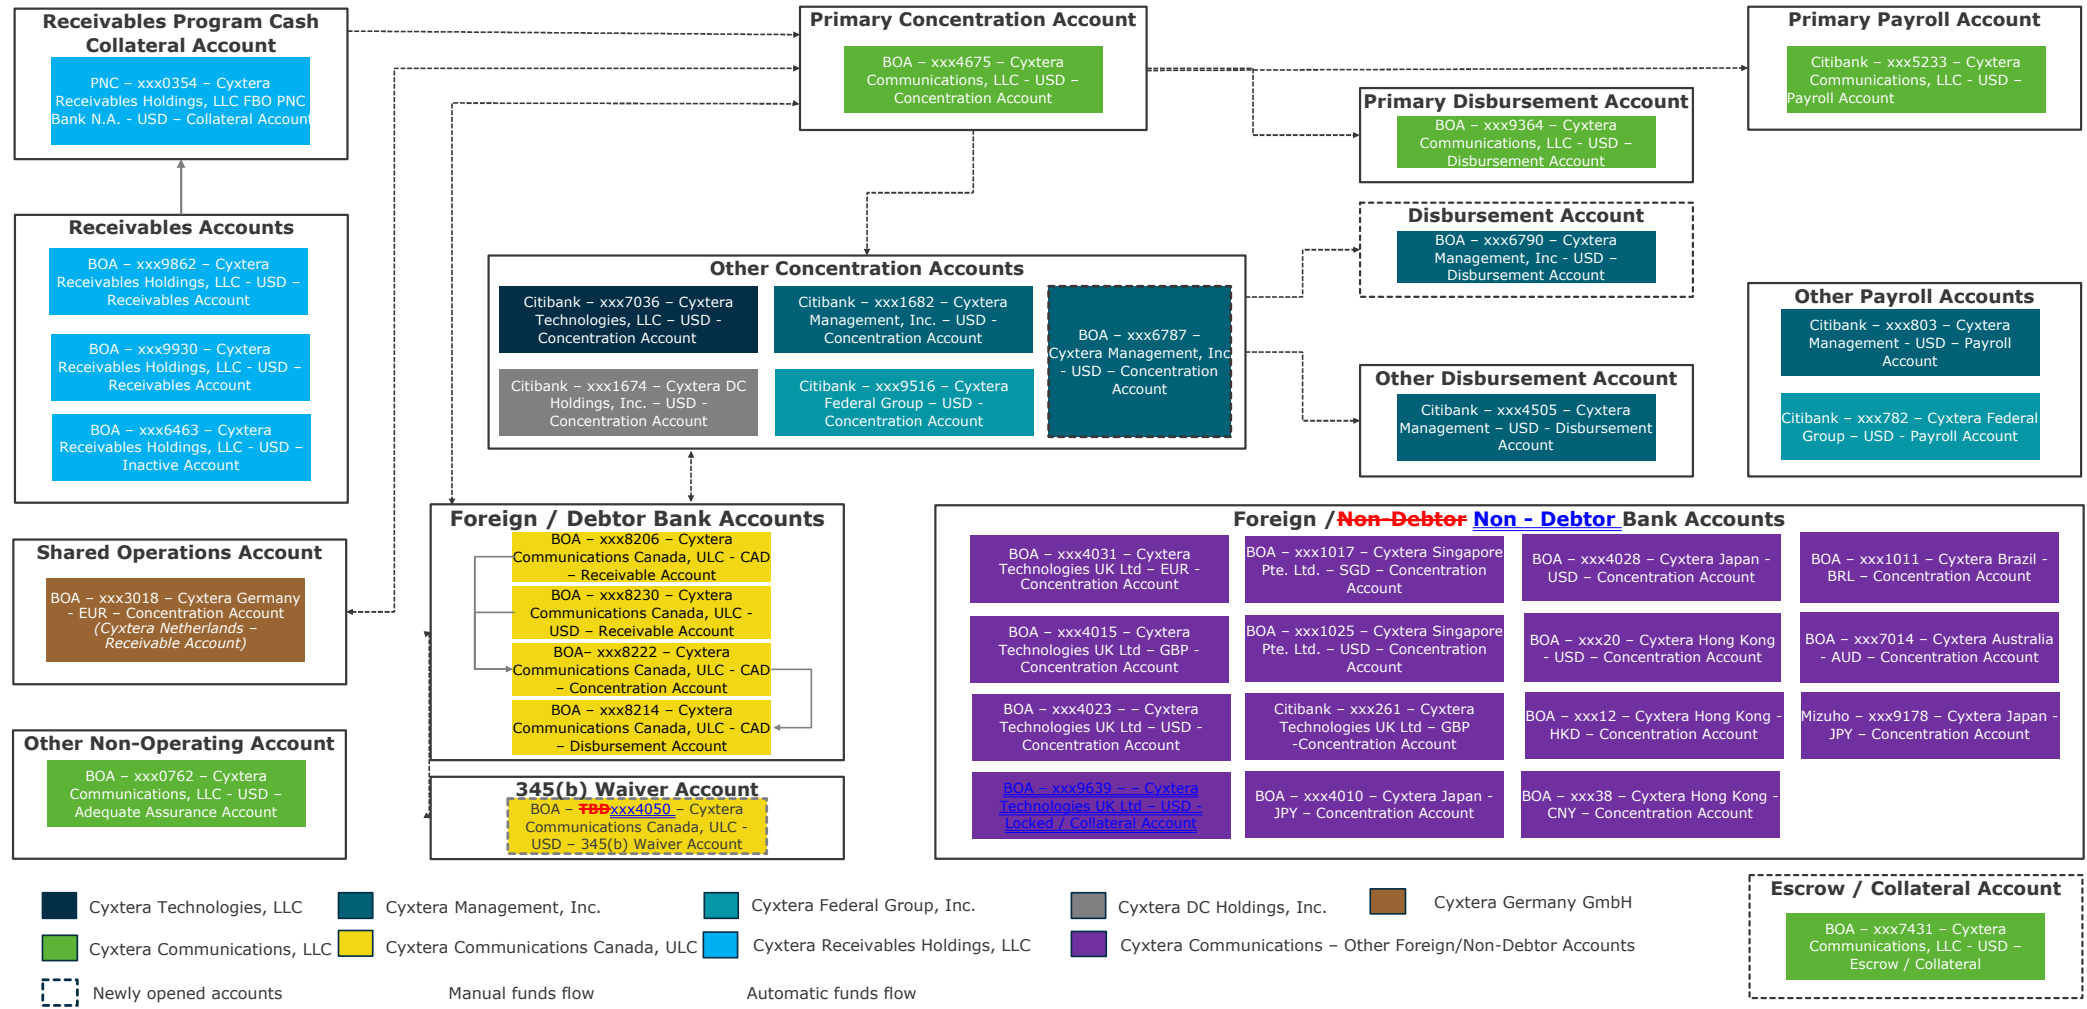 Receivables Program Cash
Collateral Account
PNC – xxx0354 – Cyxtera
Receivables Holdings, LLC FBO PNC
Bank N.A. - USD – Collateral Account
Primary Concentration Account
BOA – xxx4675 – Cyxtera
Communications, LLC - USD –
Concentration Account
Primary Payroll Account
Citibank – xxx5233 – Cyxtera
Communications, LLC - USD –
Payroll Account
Primary Disbursement Account
BOA – xxx9364 – Cyxtera
Communications, LLC - USD –
Disbursement Account
Receivables Accounts
BOA – xxx9862 – Cyxtera
Receivables Holdings, LLC - USD –
Receivables Account
BOA – xxx9930 – Cyxtera
Receivables Holdings, LLC - USD –
Receivables Account
BOA – xxx6463 – Cyxtera
Receivables Holdings, LLC - USD –
Inactive Account
Other Concentration Accounts
Citibank – xxx7036 – Cyxtera
Technologies, LLC – USD -
Concentration Account
Citibank – xxx1682 – Cyxtera
Management, Inc. – USD -
Concentration Account
BOA – xxx6787 –
Cyxtera Management, Inc
- USD – Concentration
Account
Citibank – xxx1674 – Cyxtera DC
Holdings, Inc. – USD -
Concentration Account
Citibank – xxx9516 – Cyxtera
Federal Group – USD -
Concentration Account
Disbursement Account
BOA – xxx6790 – Cyxtera
Management, Inc - USD –
Disbursement Account
Other Disbursement Account
Citibank – xxx4505 – Cyxtera
Management – USD - Disbursement
Account
Other Payroll Accounts
Citibank – xxx803 – Cyxtera
Management - USD – Payroll
Account
Citibank – xxx782 – Cyxtera Federal
Group – USD - Payroll Account
Shared Operations Account
BOA – xxx3018 – Cyxtera Germany
- EUR – Concentration Account
(Cyxtera Netherlands –
Receivable Account)
Other Non-Operating Account
BOA – xxx0762 – Cyxtera
Communications, LLC - USD –
Adequate Assurance Account
Foreign / Debtor Bank Accounts
BOA – xxx8206 – Cyxtera
Communications Canada, ULC - CAD
– Receivable Account
BOA – xxx8230 – Cyxtera
Communications Canada, ULC -
USD – Receivable Account
BOA– xxx8222 – Cyxtera
Communications Canada, ULC - CAD
– Concentration Account
BOA – xxx8214 – Cyxtera
Communications Canada, ULC - CAD
– Disbursement Account
345(b) Waiver Account
BOA – TBDxxx4050 – Cyxtera
Communications Canada, ULC -
USD – 345(b) Waiver Account
Foreign /Non-Debtor Non - Debtor Bank Accounts
BOA – xxx4031 – Cyxtera
Technologies UK Ltd – EUR -
Concentration Account
BOA – xxx1017 – Cyxtera Singapore
Pte. Ltd. – SGD – Concentration
Account
BOA – xxx4028 – Cyxtera Japan -
USD – Concentration Account
BOA – xxx1011 – Cyxtera Brazil -
BRL – Concentration Account
BOA – xxx4015 – Cyxtera
Technologies UK Ltd – GBP -
Concentration Account
BOA – xxx1025 – Cyxtera Singapore
Pte. Ltd. – USD – Concentration
Account
BOA – xxx20 – Cyxtera Hong Kong
- USD – Concentration Account
BOA – xxx7014 – Cyxtera Australia
- AUD – Concentration Account
BOA – xxx4023 – – Cyxtera
Technologies UK Ltd – USD -
Concentration Account
Citibank – xxx261 – Cyxtera
Technologies UK Ltd – GBP
-Concentration Account
BOA – xxx12 – Cyxtera Hong Kong -
HKD – Concentration Account
Mizuho – xxx9178 – Cyxtera Japan -
JPY – Concentration Account
BOA – xxx9639 – – Cyxtera
Technologies UK Ltd – USD -
Locked / Collateral Account
BOA – xxx4010 – Cyxtera Japan -
JPY – Concentration Account
BOA – xxx38 – Cyxtera Hong Kong -
CNY – Concentration Account
Cyxtera Technologies, LLC
Cyxtera Management, Inc.
Cyxtera Federal Group, Inc.
Cyxtera DC Holdings, Inc.
Cyxtera Germany GmbH
Cyxtera Communications, LLC
Cyxtera Communications Canada, ULC
Cyxtera Receivables Holdings, LLC
Cyxtera Communications – Other Foreign/Non-Debtor Accounts
Newly opened accounts
Manual funds flow
Automatic funds flow
Escrow / Collateral Account
BOA – xxx7431 – Cyxtera
Communications, LLC - USD –
Escrow / Collateral